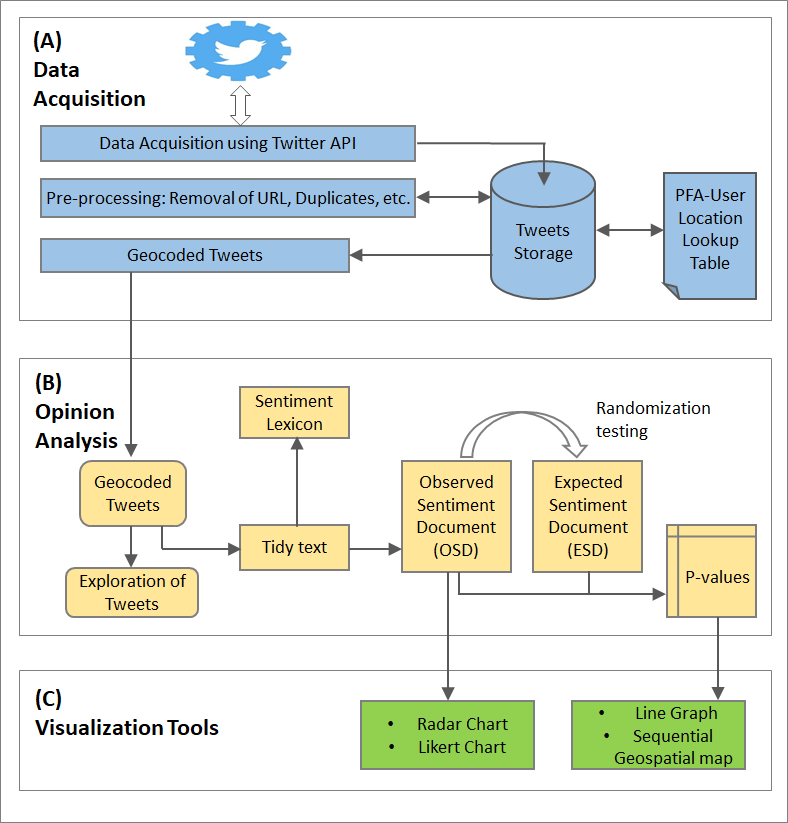 (A)
Data
Acquisition
Data Acquisition using Twitter API
Pre-processing: Removal of URL, Duplicates, etc.
Geocoded Tweets
Tweets
Storage
PFA-User
Location
Lookup
Table
(B)
Opinion
Analysis
Sentiment
Lexicon
Randomization
testing
Geocoded
Tweets
Tidy text
Observed
Sentiment
Document
(OSD)
Expected
Sentiment
Document
(ESD)
P-values
Exploration of
Tweets
(C)
Visualization Tools
• Radar Chart
• Likert Chart
• Line Graph
• Sequential
Geospatial map